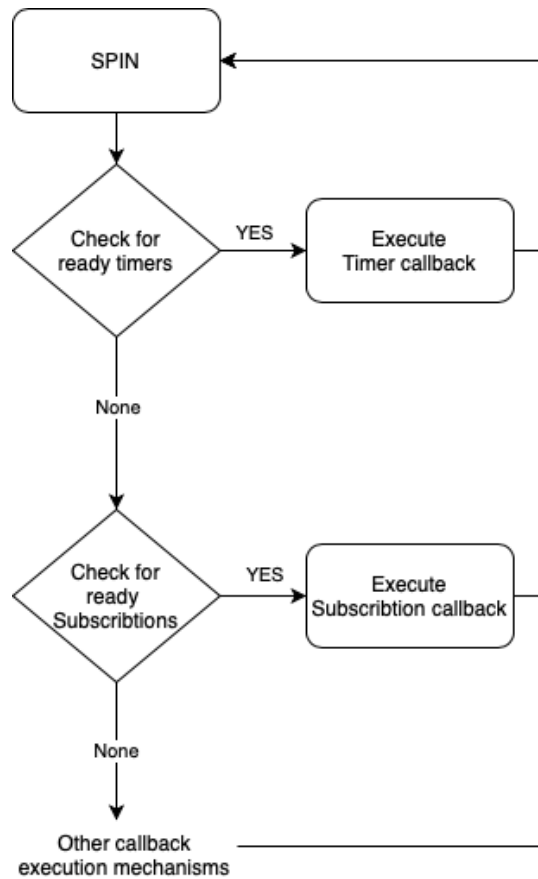 SPIN
Check for
ready timers
YES
Execute
Timer callback
None
Check for
ready
Subscribtions
YES
Execute
Subscribtion callback
None
Other callback
execution mechanisms